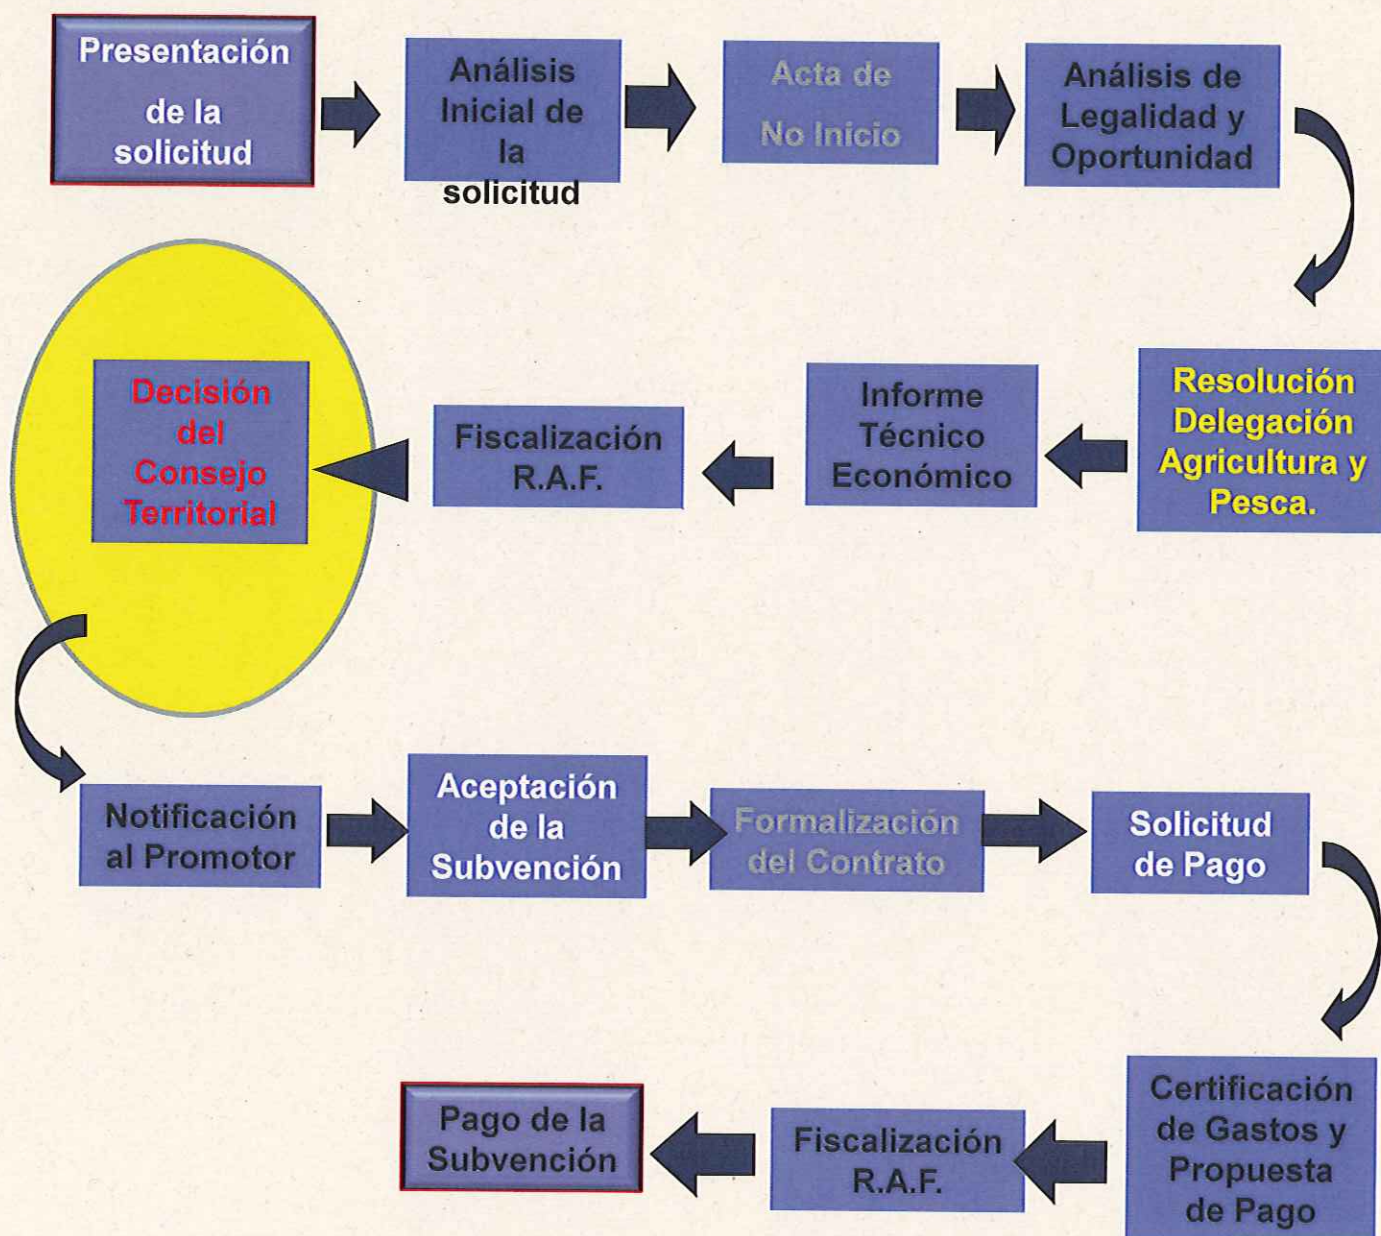 Presentación
de la
solicitud
Análisis
Inicial de
la
solicitud
Acta de
No Inicio
Análisis de
Legalidad y
Oportunidad
Resolución
Delegación
Agricultura y
Pesca.
Informe
Técnico
Económico
Fiscalización
R.A.F.
Decisión
del
Consejo
Territorial
Notificación
al Promotor
Aceptación
de la
Subvención
Formalización
del Contrato
Solicitud
de Pago
Certificación
de Gastos y
Propuesta
de Pago
Fiscalización
R.A.F.
Pago de la
Subvención